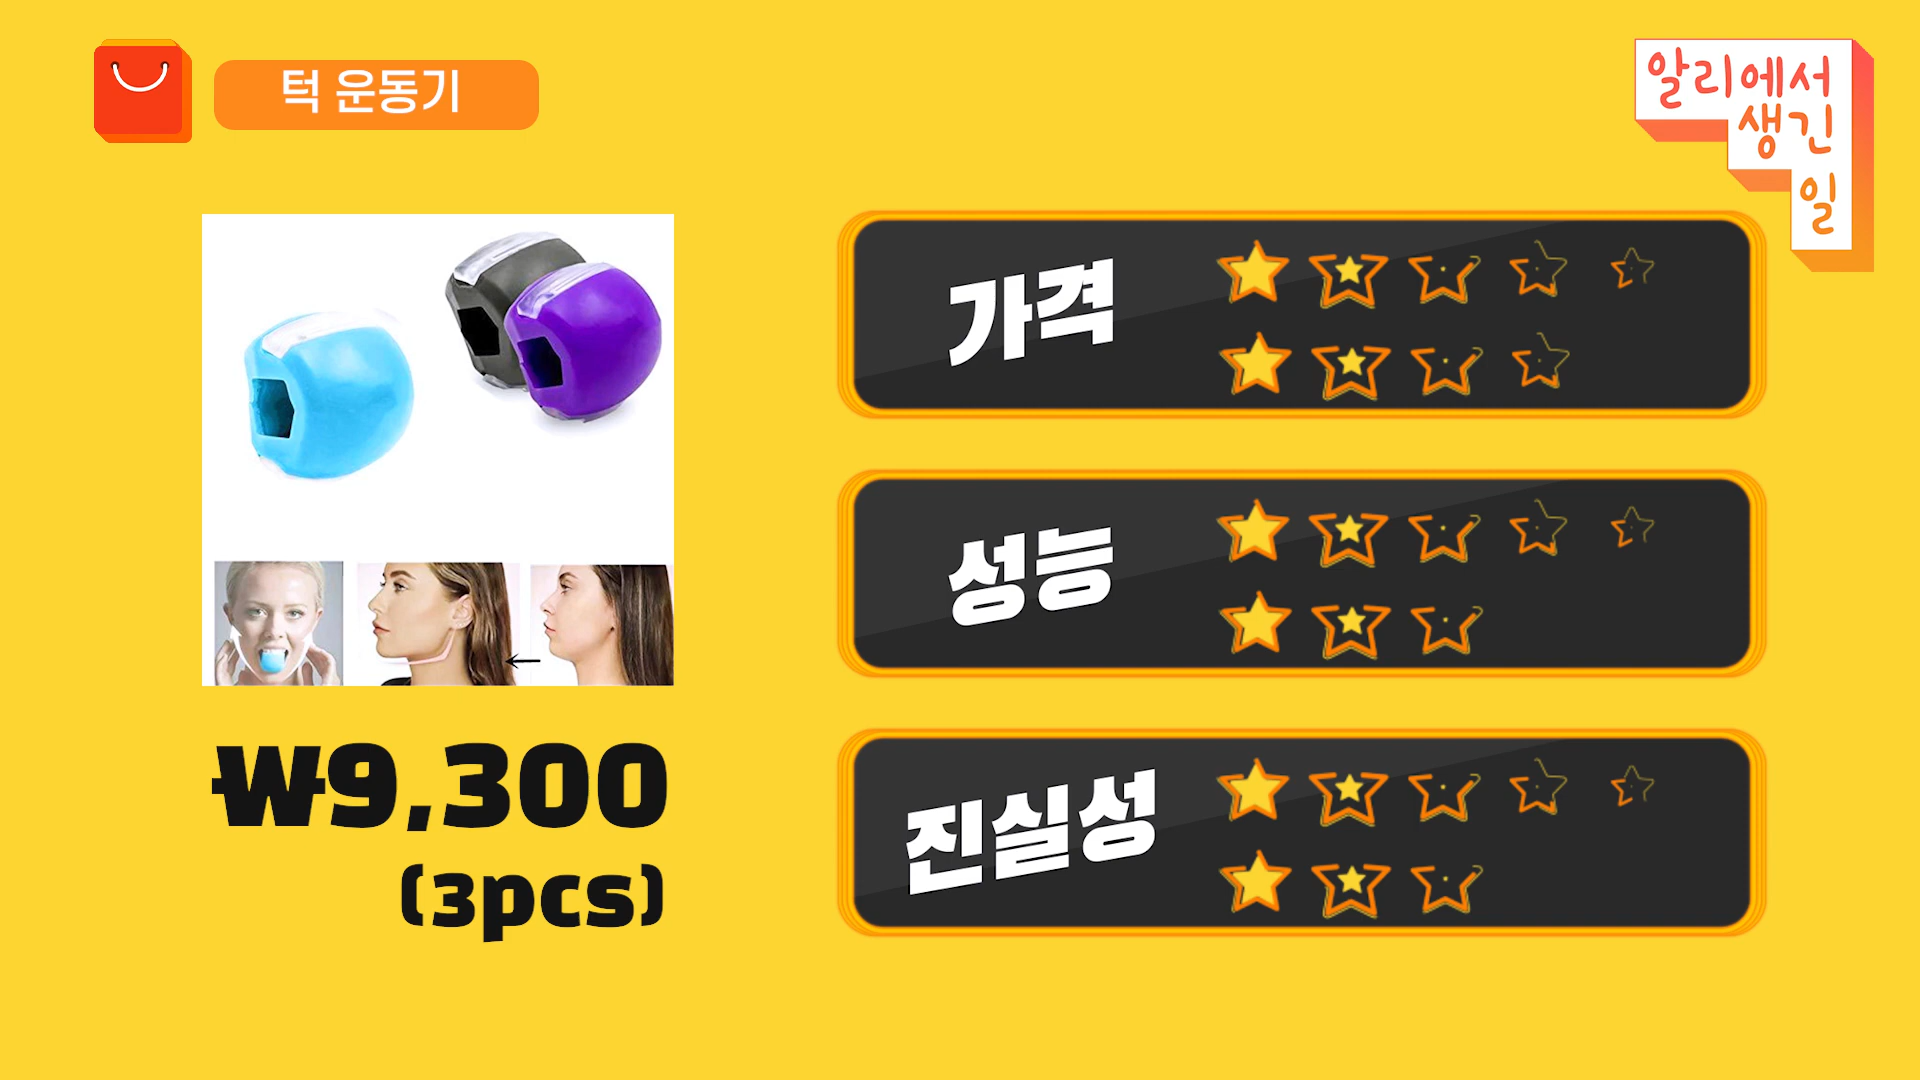 턱 운동기
알리에서
생긴
일
₩9,300
(3pcs)
가격
성능
진실성